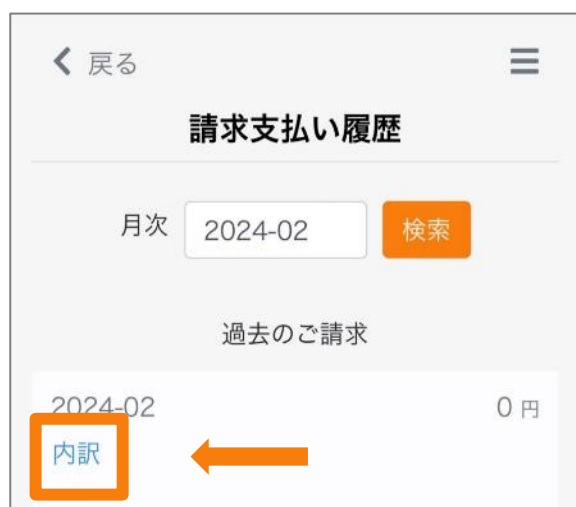 戻る
請求支払い履歴
月次 2024-02 検索
過去のご請求
2024-02 0 円
内訳